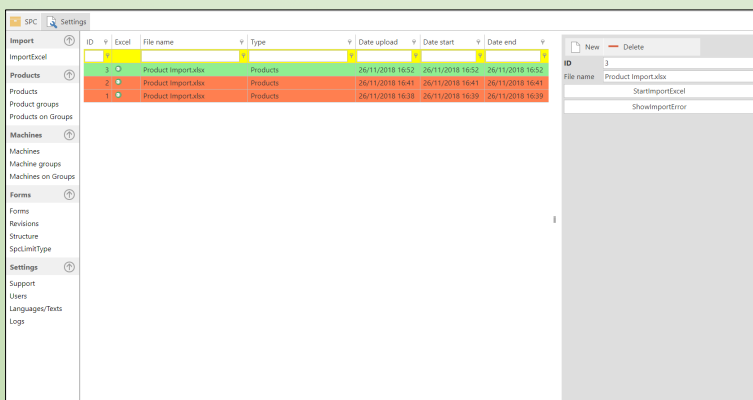 SPC Settings
Import
ImportExcel
Products
Products
Product groups
Products on Groups
Machines
Machines
Machine groups
Machines on Groups
Forms
Forms
Revisions
Structure
SpcLimitType
Settings
Support
Users
Languages/Texts
Logs
ID Excel File name Type Date upload Date start Date end
3 Product Import.xlsx Products 26/11/2018 16:52 26/11/2018 16:52 26/11/2018 16:52
2 Product Import.xlsx Products 26/11/2018 16:41 26/11/2018 16:41 26/11/2018 16:41
1 Product Import.xlsx Products 26/11/2018 16:38 26/11/2018 16:39 26/11/2018 16:39
New Delete
ID 3
File name Product Import.xlsx
StartImportExcel
ShowImportError